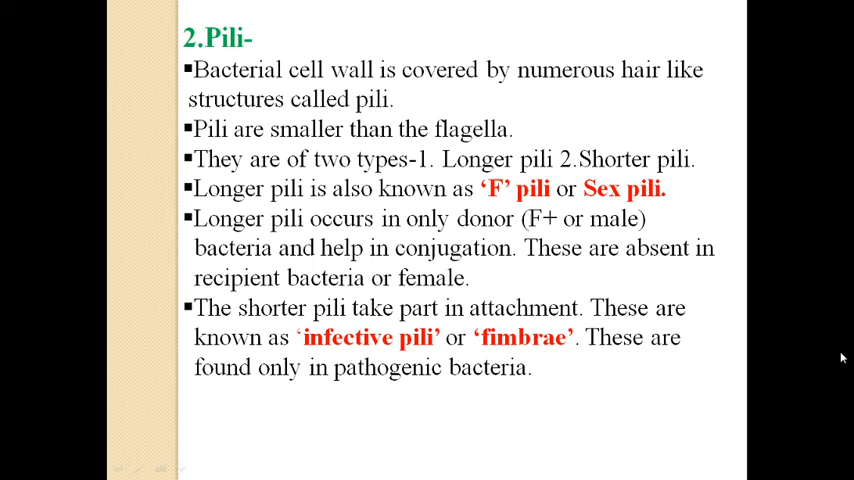 2.Pili-
▪Bacterial cell wall is covered by numerous hair like
structures called pili.
▪Pili are smaller than the flagella.
▪They are of two types-1. Longer pili 2.Shorter pili.
▪Longer pili is also known as ‘F’ pili or Sex pili.
▪Longer pili occurs in only donor (F+ or male)
bacteria and help in conjugation. These are absent in
recipient bacteria or female.
▪The shorter pili take part in attachment. These are
known as ‘infective pili’ or ‘fimbrae’. These are
found only in pathogenic bacteria.